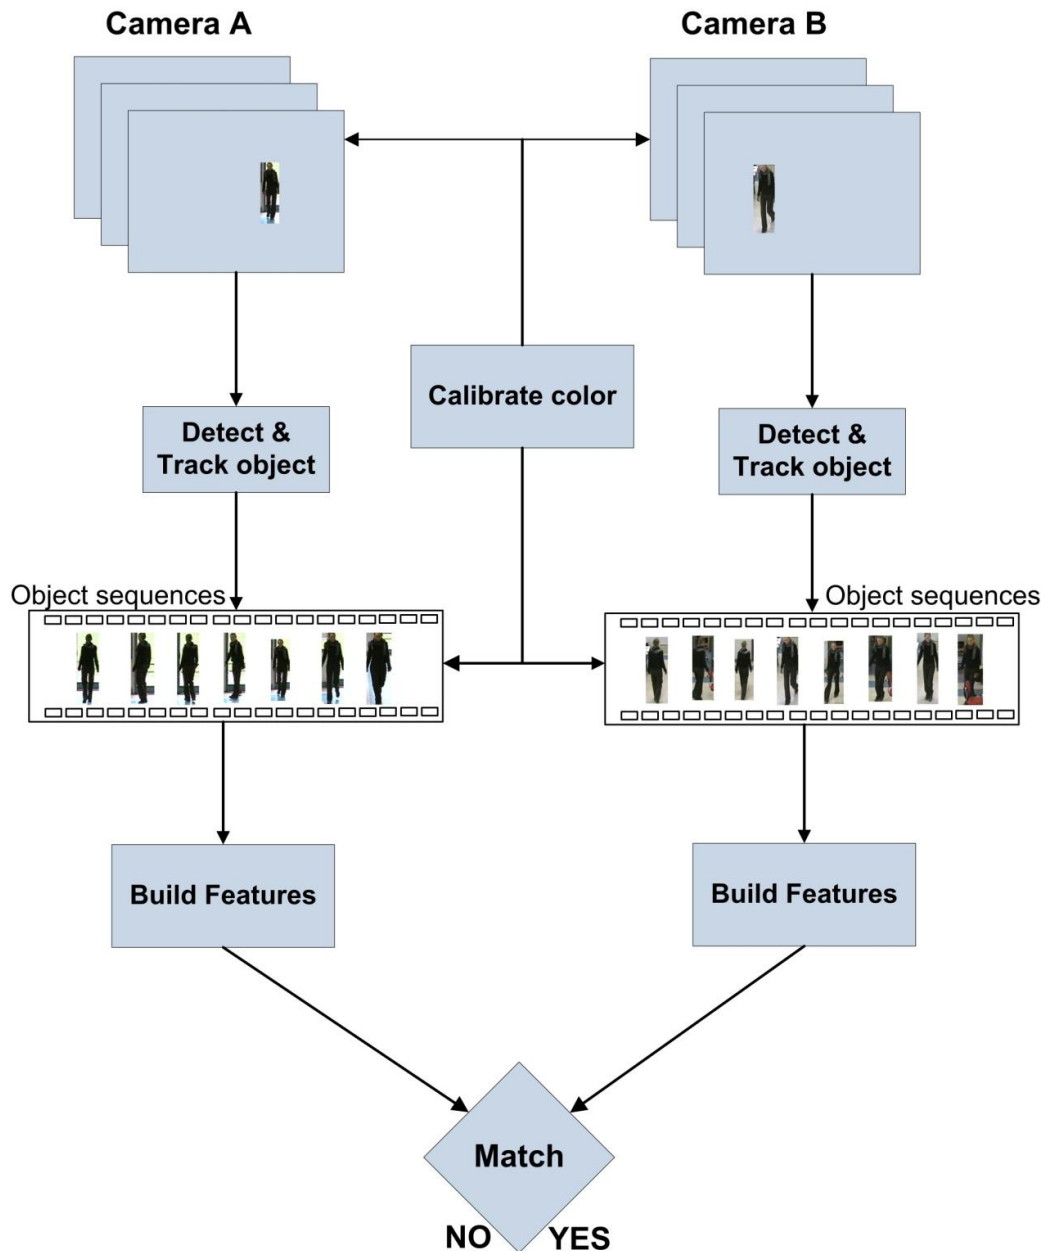 Camera A
Camera B
Calibrate color
Detect &
Track object
Detect &
Track object
Object sequences
Object sequences
Build Features
Build Features
Match
NO
YES